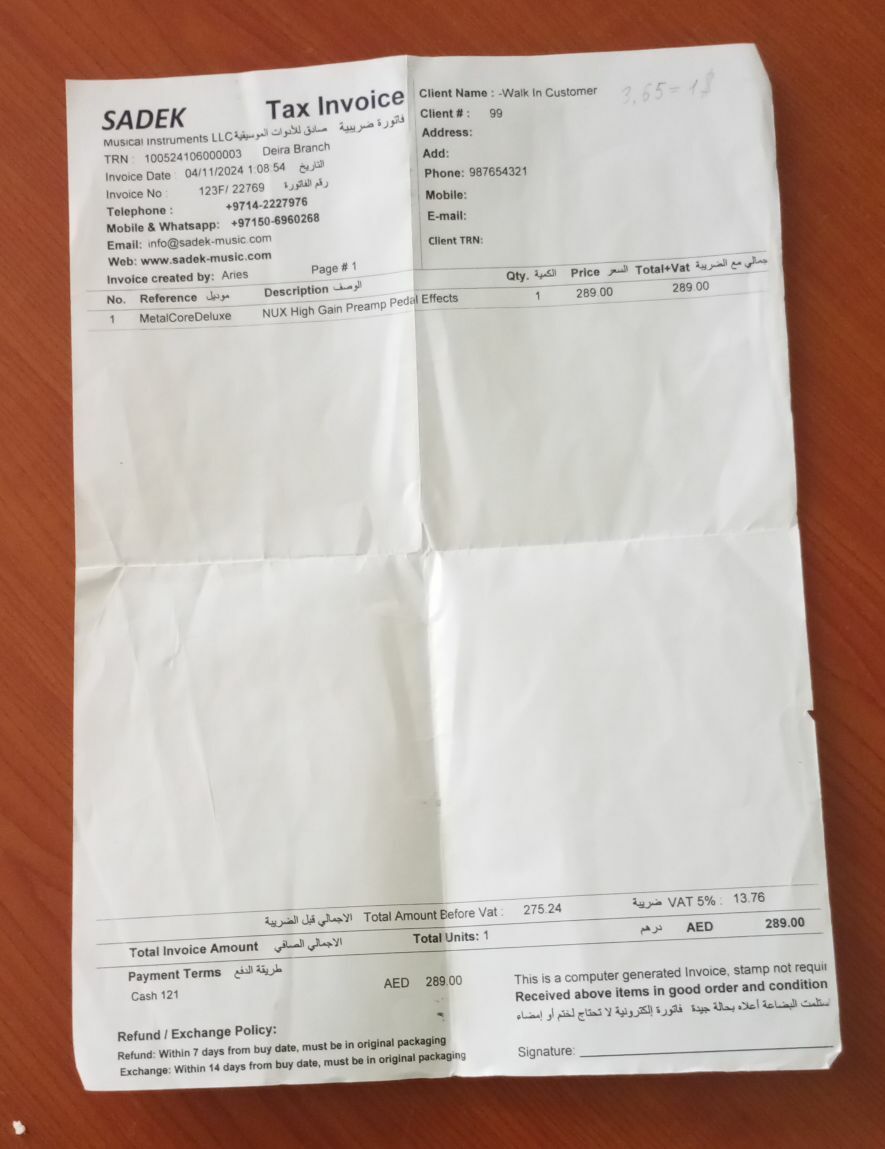 SADEK Tax Invoice
Musical Instruments LLC صادق للأدوات الموسيقية فاتورة ضريبية
TRN : 100524106000003 Deira Branch
Invoice Date : 04/11/2024 1:08:54 التاريخ
Invoice No : 123F/ 22769 رقم الفاتورة
Telephone : +9714-2227976
Mobile & Whatsapp: +97150-6960268
Email: info@sadek-music.com
Web: www.sadek-music.com
Invoice created by: Aries Page # 1
Client Name : -Walk In Customer
3,65 = 1$
Client # : 99
Address:
Add:
Phone: 987654321
Mobile:
E-mail:
Client TRN:
No. Reference موديل Description الوصف Qty. الكمية Price السعر Total+Vat جمالي مع الضريبة
1 MetalCoreDeluxe NUX High Gain Preamp Pedal Effects 1 289.00 289.00
الاجمالي قبل الضريبة Total Amount Before Vat : 275.24 ضريبة VAT 5% : 13.76
Total Invoice Amount الاجمالي الصافي Total Units: 1 درهم AED 289.00
Payment Terms طريقة الدفع
Cash 121 AED 289.00
This is a computer generated Invoice, stamp not requir
Received above items in good order and condition
ستلمت البضاعة أعلاه بحالة جيدة فاتورة إلكترونية لا تحتاج لختم أو إمضاء
Signature:
Refund / Exchange Policy:
Refund: Within 7 days from buy date, must be in original packaging
Exchange: Within 14 days from buy date, must be in original packaging